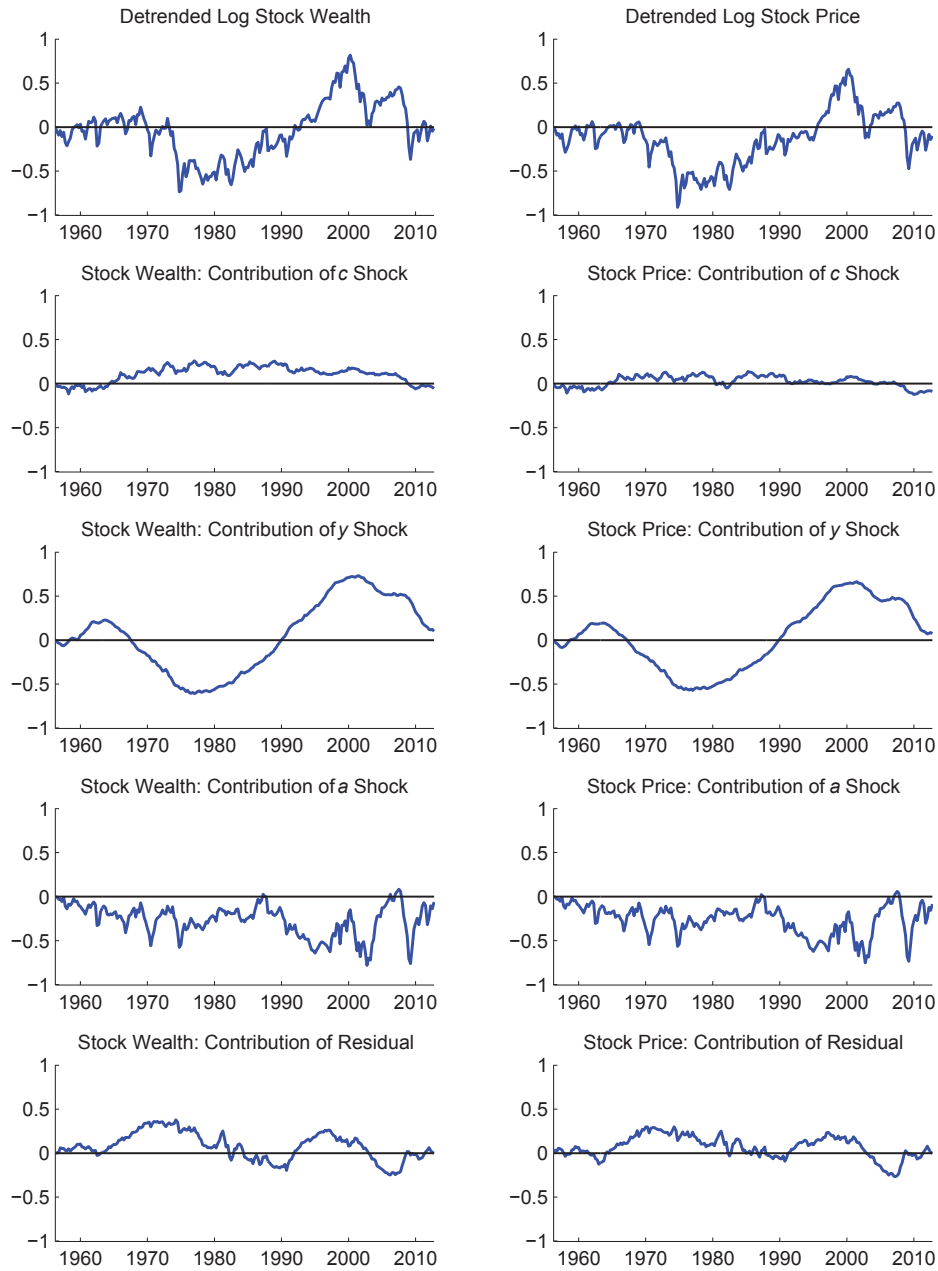 Detrended Log Stock Wealth
1
0.5
0
−0.5
−1
1960 1970 1980 1990 2000 2010
Detrended Log Stock Price
1
0.5
0
−0.5
−1
1960 1970 1980 1990 2000 2010
Stock Wealth: Contribution of c Shock
1
0.5
0
−0.5
−1
1960 1970 1980 1990 2000 2010
Stock Price: Contribution of c Shock
1
0.5
0
−0.5
−1
1960 1970 1980 1990 2000 2010
Stock Wealth: Contribution of y Shock
1
0.5
0
−0.5
−1
1960 1970 1980 1990 2000 2010
Stock Price: Contribution of y Shock
1
0.5
0
−0.5
−1
1960 1970 1980 1990 2000 2010
Stock Wealth: Contribution of a Shock
1
0.5
0
−0.5
−1
1960 1970 1980 1990 2000 2010
Stock Price: Contribution of a Shock
1
0.5
0
−0.5
−1
1960 1970 1980 1990 2000 2010
Stock Wealth: Contribution of Residual
1
0.5
0
−0.5
−1
1960 1970 1980 1990 2000 2010
Stock Price: Contribution of Residual
1
0.5
0
−0.5
−1
1960 1970 1980 1990 2000 2010